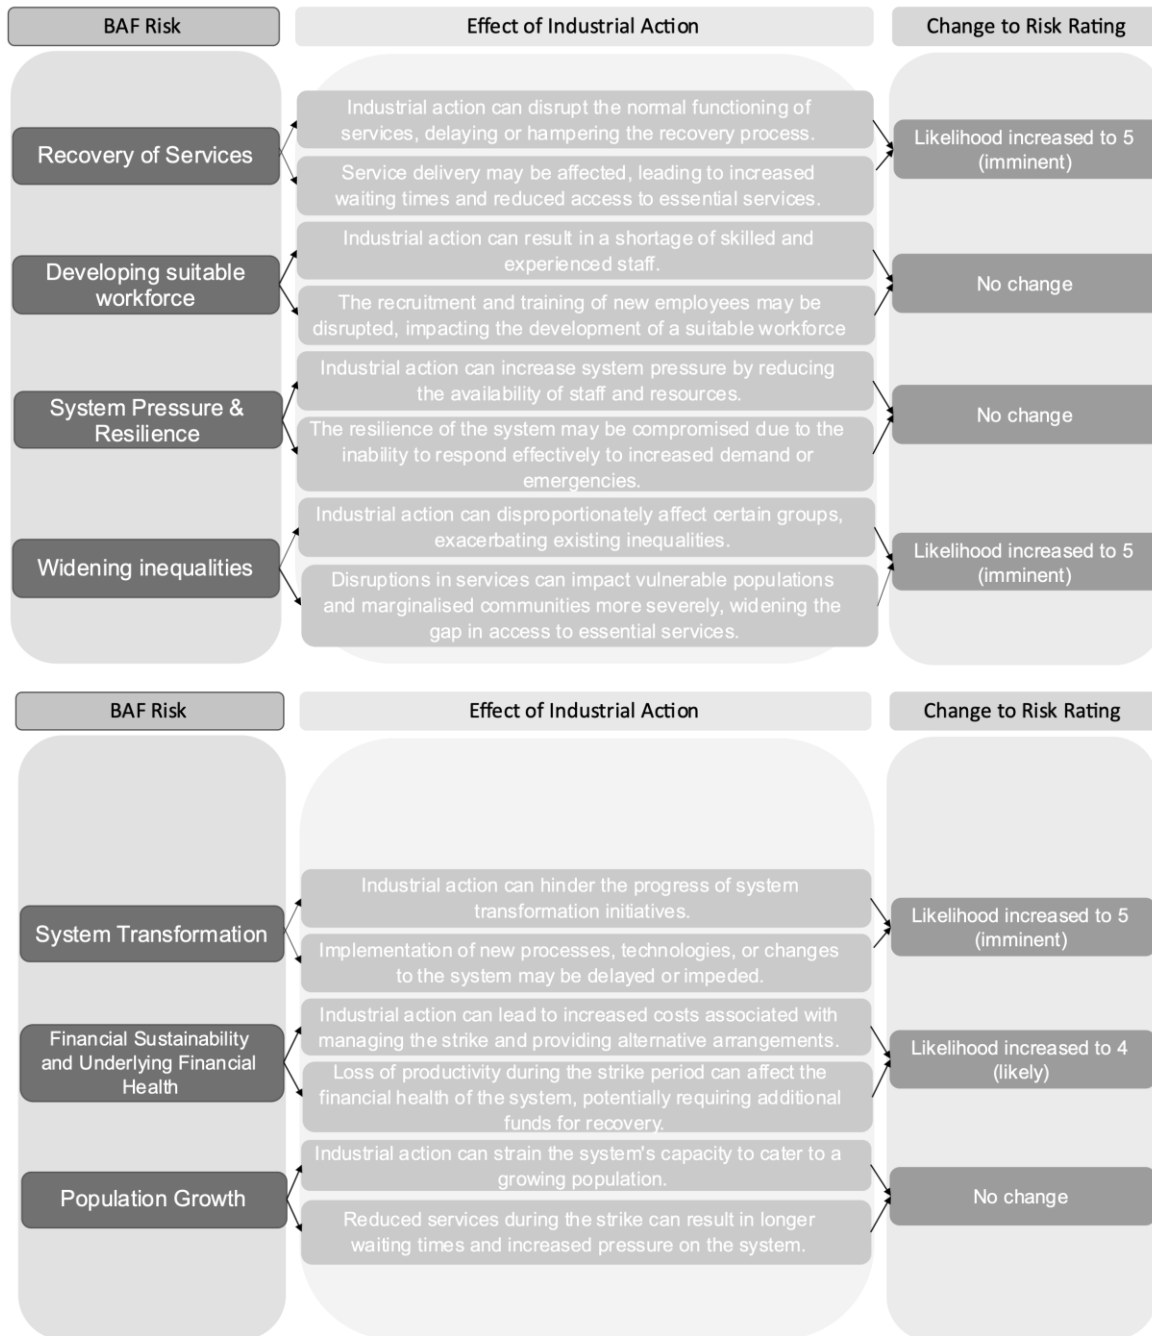 BAF Risk
Effect of Industrial Action
Change to Risk Rating
Recovery of Services
Industrial action can disrupt the normal functioning of
services, delaying or hampering the recovery process.
Service delivery may be affected, leading to increased
waiting times and reduced access to essential services.
Likelihood increased to 5
(imminent)
Developing suitable
workforce
Industrial action can result in a shortage of skilled and
experienced staff.
The recruitment and training of new employees may be
disrupted, impacting the development of a suitable workforce
No change
System Pressure &
Resilience
Industrial action can increase system pressure by reducing
the availability of staff and resources.
The resilience of the system may be compromised due to the
inability to respond effectively to increased demand or
emergencies.
No change
Widening inequalities
Industrial action can disproportionately affect certain groups,
exacerbating existing inequalities.
Disruptions in services can impact vulnerable populations
and marginalised communities more severely, widening the
gap in access to essential services.
Likelihood increased to 5
(imminent)
BAF Risk
Effect of Industrial Action
Change to Risk Rating
System Transformation
Industrial action can hinder the progress of system
transformation initiatives.
Implementation of new processes, technologies, or changes
to the system may be delayed or impeded.
Likelihood increased to 5
(imminent)
Financial Sustainability
and Underlying Financial
Health
Industrial action can lead to increased costs associated with
managing the strike and providing alternative arrangements.
Loss of productivity during the strike period can affect the
financial health of the system, potentially requiring additional
funds for recovery.
Likelihood increased to 4
(likely)
Population Growth
Industrial action can strain the system's capacity to cater to a
growing population.
Reduced services during the strike can result in longer
waiting times and increased pressure on the system.
No change